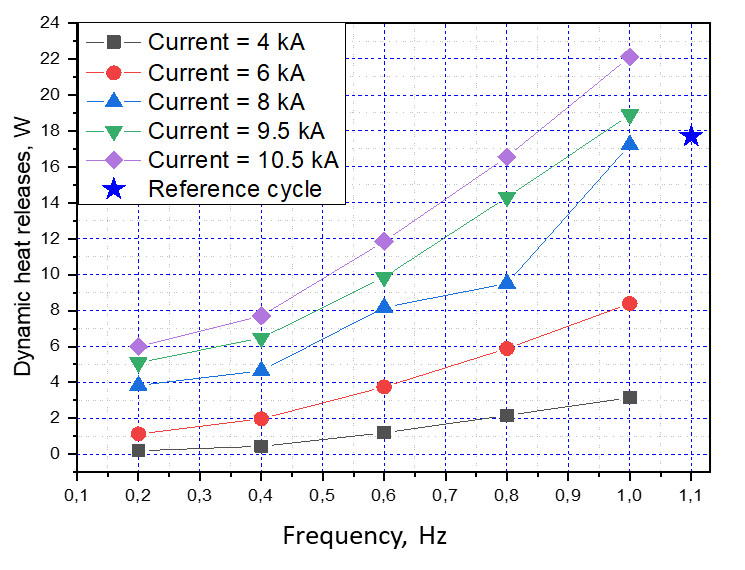 24
22
20
18
16
14
12
10
8
6
4
2
0
Dynamic heat releases, W
Current = 4 kA
Current = 6 kA
Current = 8 kA
Current = 9.5 kA
Current = 10.5 kA
Reference cycle
0,1 0,2 0,3 0,4 0,5 0,6 0,7 0,8 0,9 1,0 1,1
Frequency, Hz